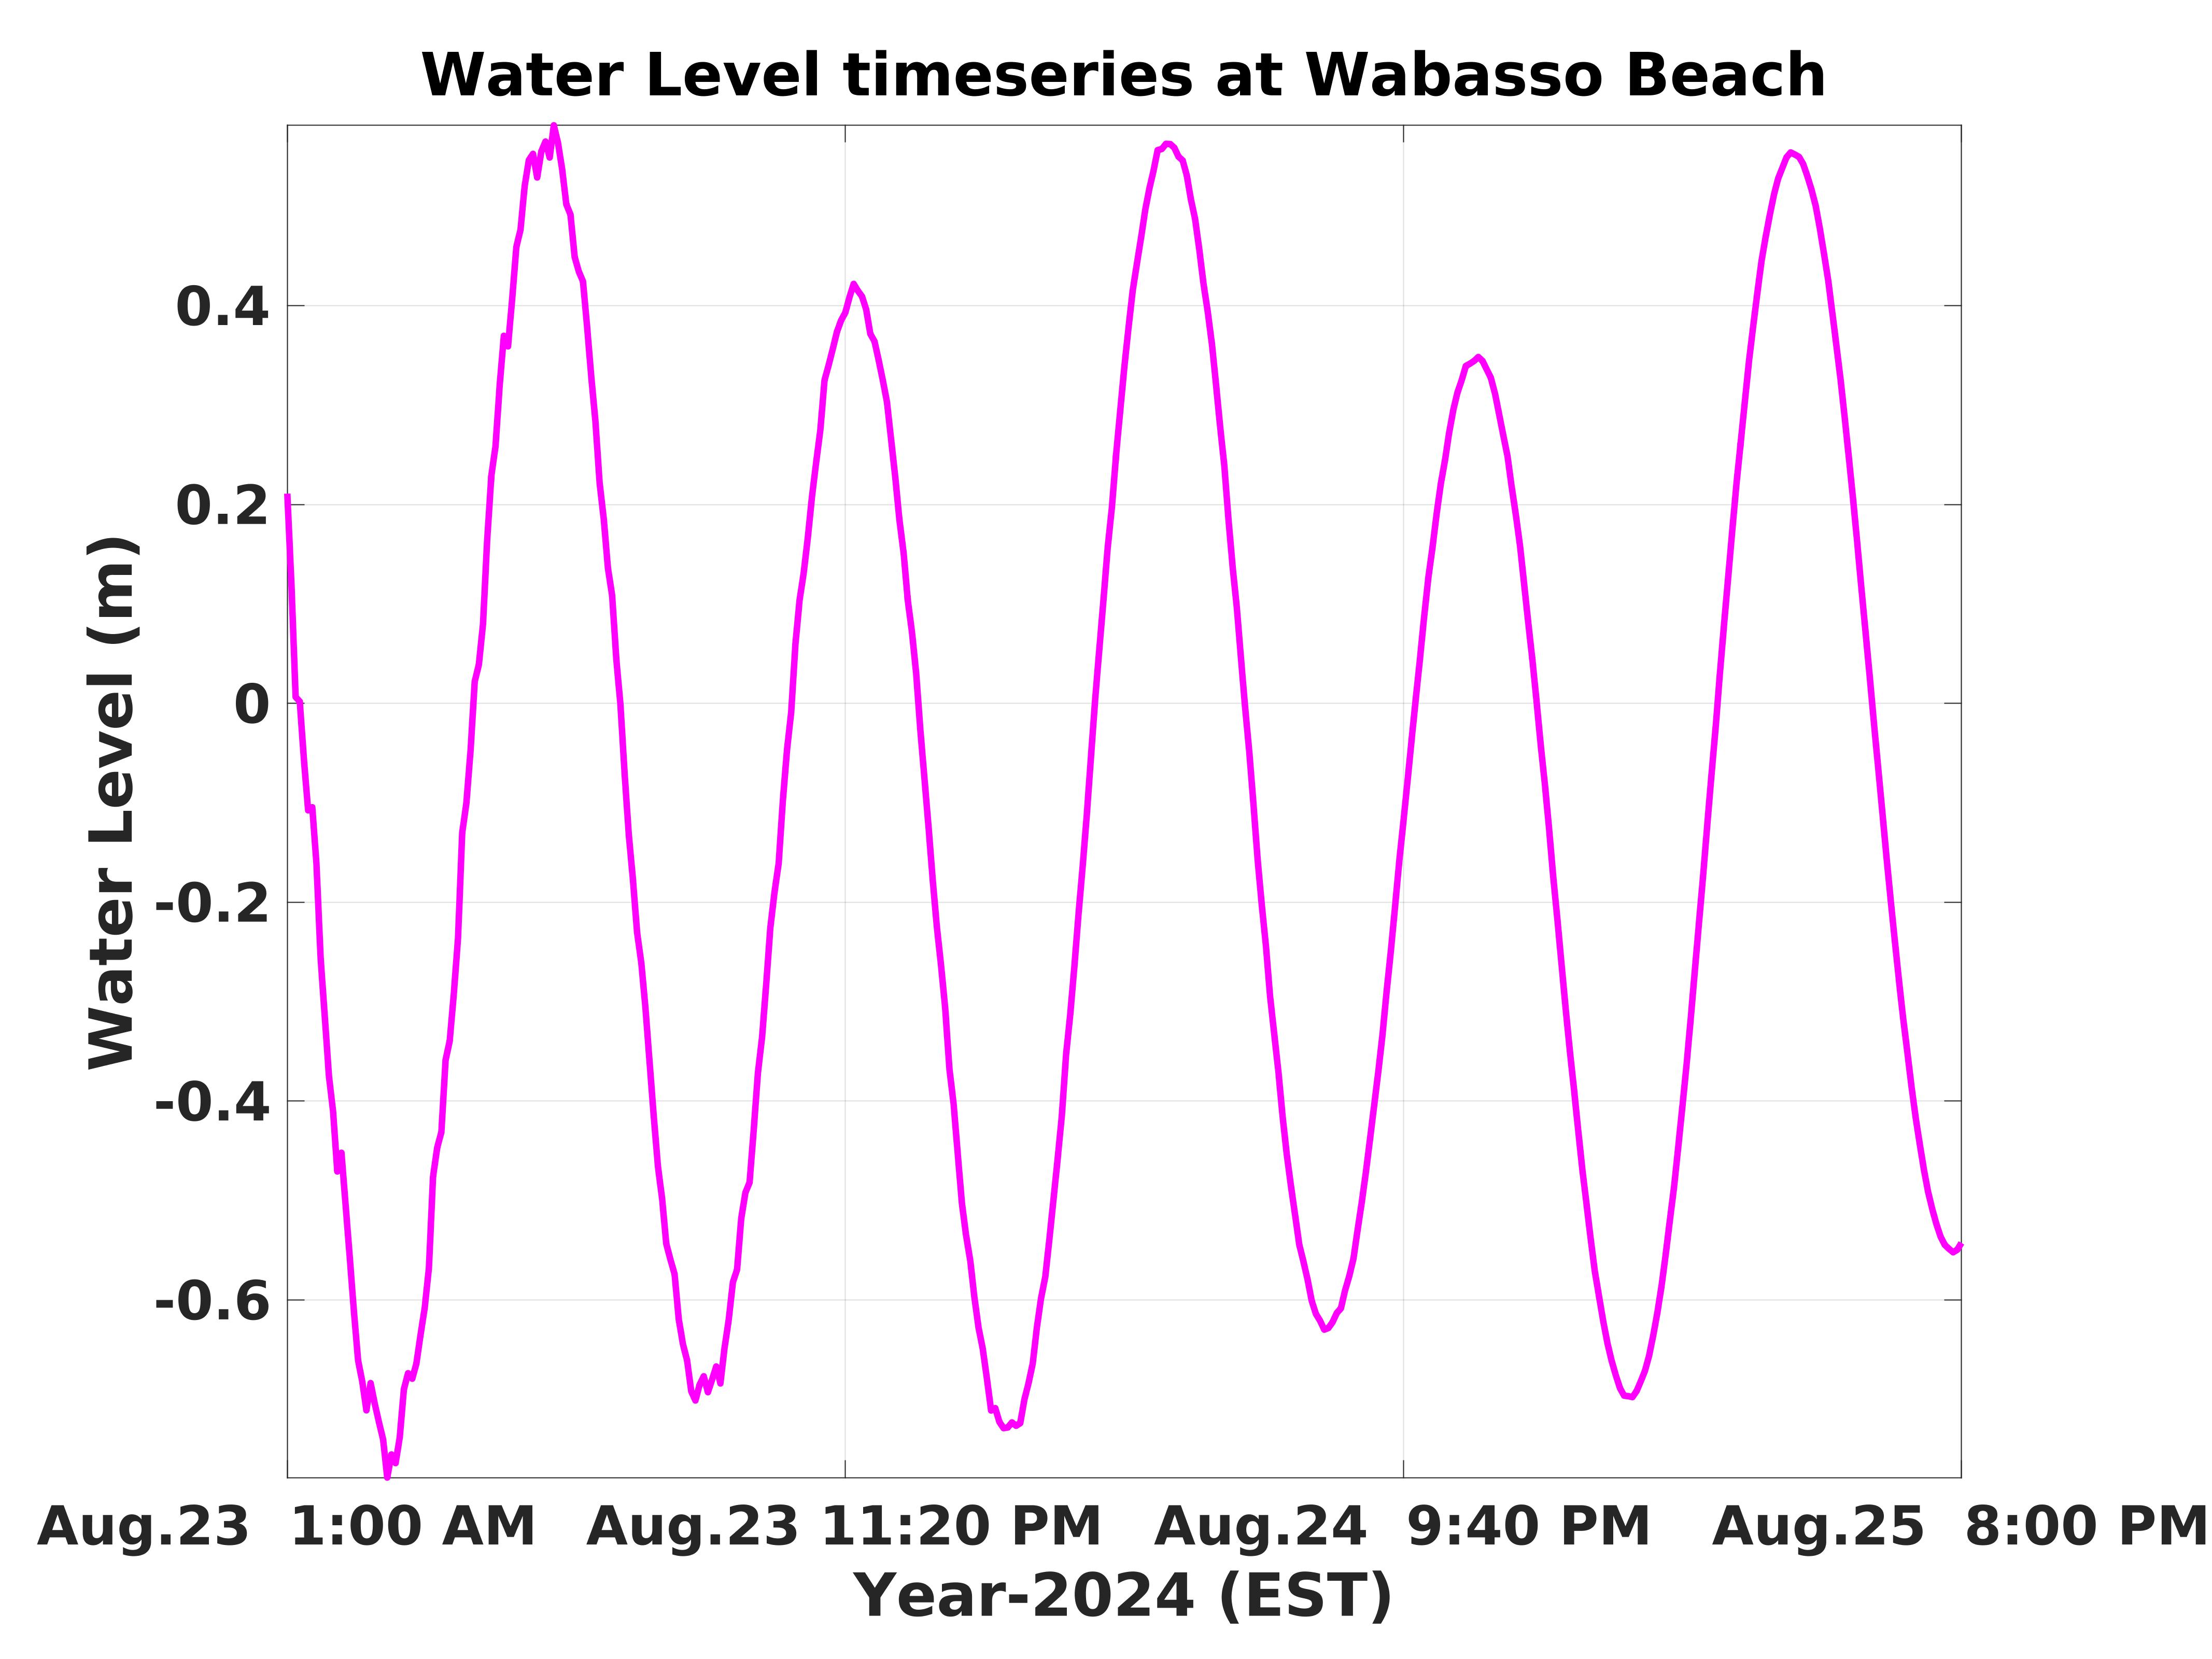 Water Level timeseries at Wabasso Beach
0.4
0.2
0
-0.2
-0.4
-0.6
Water Level (m)
Aug.23 1:00 AM Aug.23 11:20 PM Aug.24 9:40 PM Aug.25 8:00 PM
Year-2024 (EST)